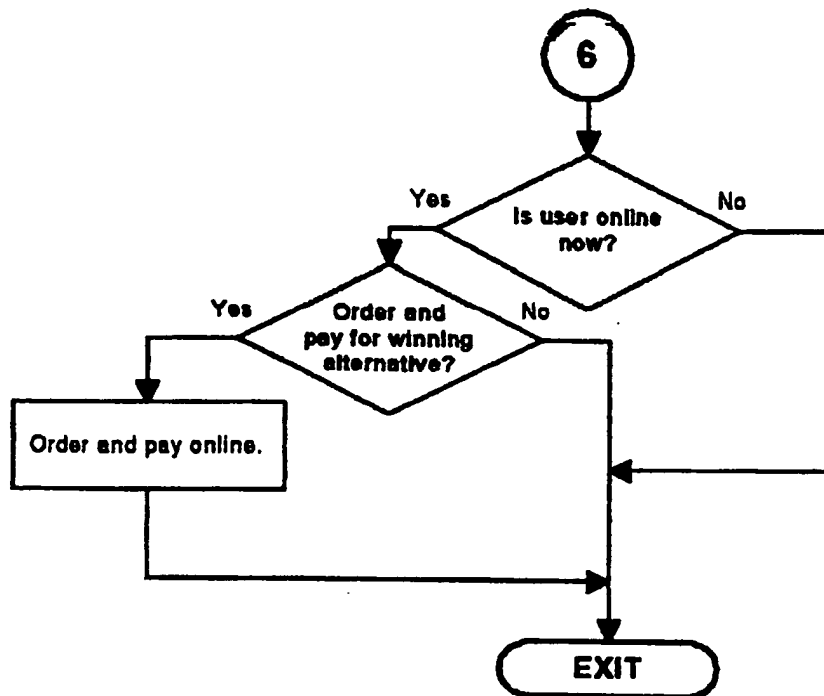 6
Yes
No
Is user online
now?
Yes
No
Order and
pay for winning
alternative?
Order and pay online.
EXIT